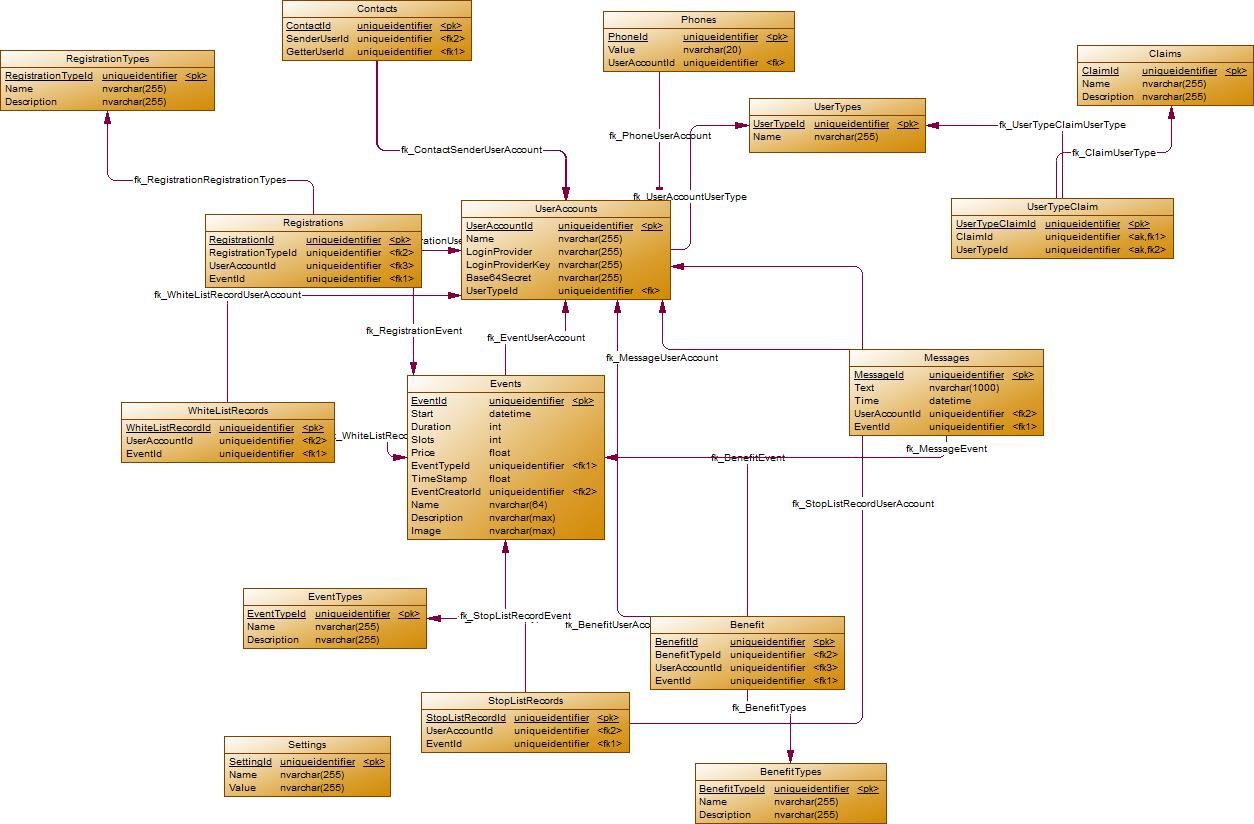 Contacts
ContactId uniqueidentifier <pk>
SenderUserId uniqueidentifier <fk2>
GetterUserId uniqueidentifier <fk1>
Phones
PhoneId uniqueidentifier <pk>
Value nvarchar(20)
UserAccountId uniqueidentifier <fk>
RegistrationTypes
RegistrationTypeId uniqueidentifier <pk>
Name nvarchar(255)
Description nvarchar(255)
Claims
ClaimId uniqueidentifier <pk>
Name nvarchar(255)
Description nvarchar(255)
UserTypes
UserTypeId uniqueidentifier <pk>
Name nvarchar(255)
fk_UserTypeClaimUserType
fk_PhoneUserAccount
fk_ContactSenderUserAccount
fk_ClaimUserType
fk_RegistrationRegistrationTypes
fk_UserAccountUserType
UserTypeClaim
UserTypeClaimId uniqueidentifier <pk>
ClaimId uniqueidentifier <ak,fk1>
UserTypeId uniqueidentifier <ak,fk2>
Registrations
RegistrationId uniqueidentifier <pk>
RegistrationTypeId uniqueidentifier <fk2>
UserAccountId uniqueidentifier <fk3>
EventId uniqueidentifier <fk1>
rationUse
UserAccounts
UserAccountId uniqueidentifier <pk>
Name nvarchar(255)
LoginProvider nvarchar(255)
LoginProviderKey nvarchar(255)
Base64Secret nvarchar(255)
UserTypeId uniqueidentifier <fk>
fk_WhiteListRecordUserAccount
fk_RegistrationEvent
fk_EventUserAccount
fk_MessageUserAccount
Messages
MessageId uniqueidentifier <pk>
Text nvarchar(1000)
Time datetime
UserAccountId uniqueidentifier <fk2>
EventId uniqueidentifier <fk1>
Events
EventId uniqueidentifier <pk>
Start datetime
Duration int
Slots int
Price float
EventTypeId uniqueidentifier <fk1>
TimeStamp float
EventCreatorId uniqueidentifier <fk2>
Name nvarchar(64)
Description nvarchar(max)
Image nvarchar(max)
WhiteListRecords
WhiteListRecordId uniqueidentifier <pk>
UserAccountId uniqueidentifier <fk2>
EventId uniqueidentifier <fk1>
_WhiteListRec
fk_MessageEvent
fk_BenefitEvent
fk_StopListRecordUserAccount
EventTypes
EventTypeId uniqueidentifier <pk>
Name nvarchar(255)
Description nvarchar(255)
fk_StopListRecordEvent
fk_BenefitUserAcc
Benefit
BenefitId uniqueidentifier <pk>
BenefitTypeId uniqueidentifier <fk2>
UserAccountId uniqueidentifier <fk3>
EventId uniqueidentifier <fk1>
fk_BenefitTypes
StopListRecords
StopListRecordId uniqueidentifier <pk>
UserAccountId uniqueidentifier <fk2>
EventId uniqueidentifier <fk1>
Settings
SettingId uniqueidentifier <pk>
Name nvarchar(255)
Value nvarchar(255)
BenefitTypes
BenefitTypeId uniqueidentifier <pk>
Name nvarchar(255)
Description nvarchar(255)